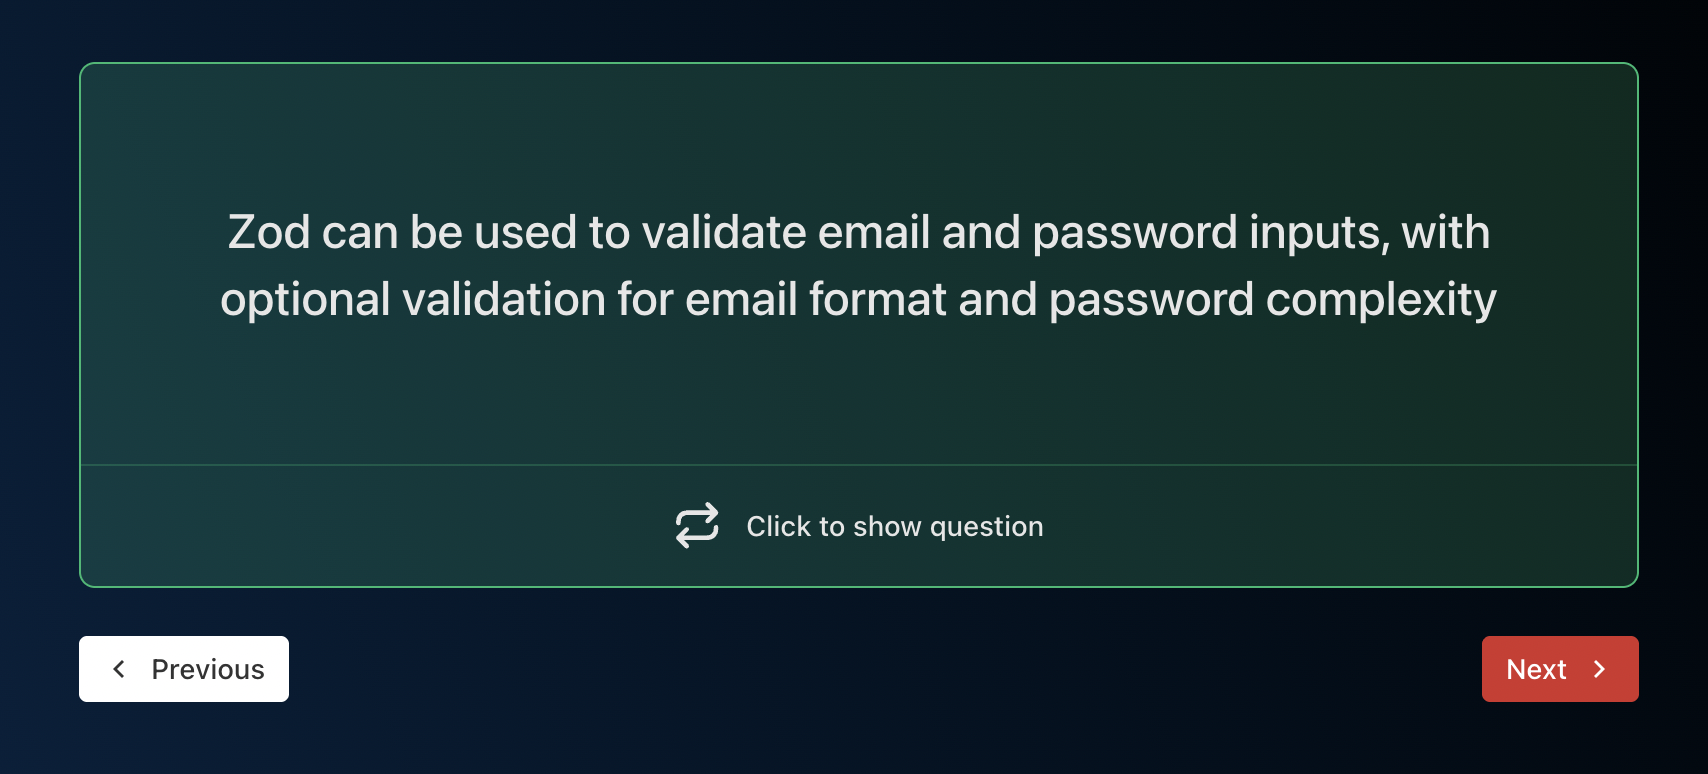 Zod can be used to validate email and password inputs, with
optional validation for email format and password complexity
Click to show question
Previous
Next